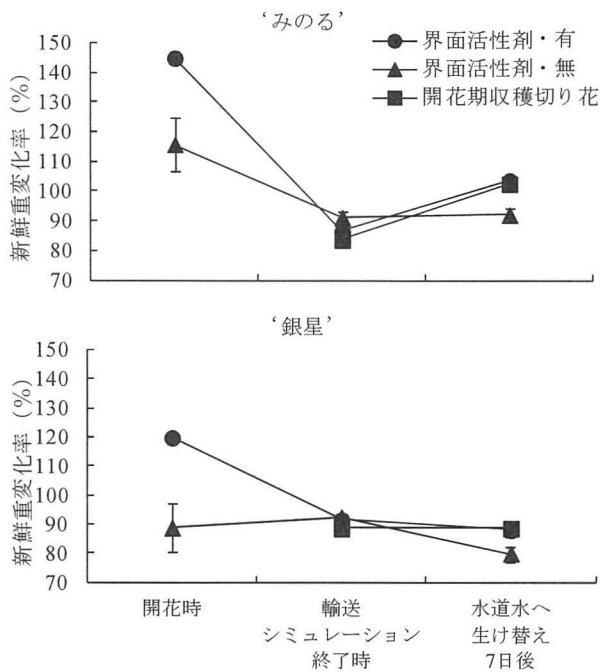 ‘みのる’
界面活性剤・有
界面活性剤・無
開花期収穫切り花
新鮮重変化率 (%)
150
140
130
120
110
100
90
80
70
‘銀星’
新鮮重変化率 (%)
150
140
130
120
110
100
90
80
70
開花時
輸送
シミュレーション
終了時
水道水へ
生け替え
7日後